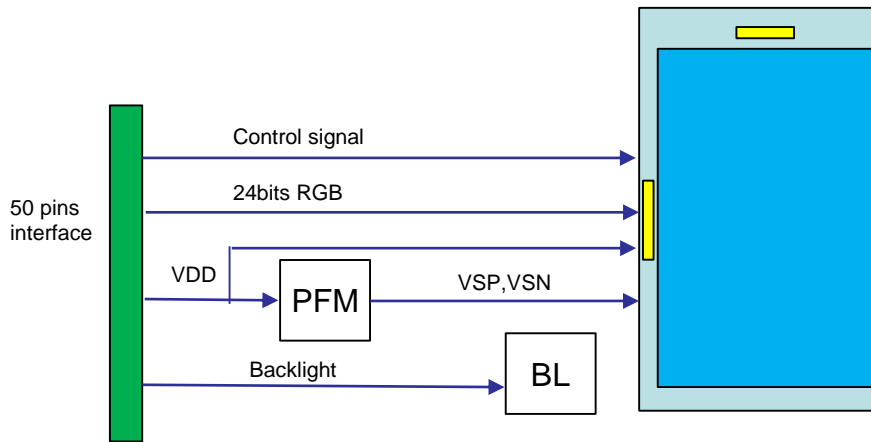 Control signal
24bits RGB
50 pins
interface
VDD
PFM
VSP,VSN
Backlight
BL